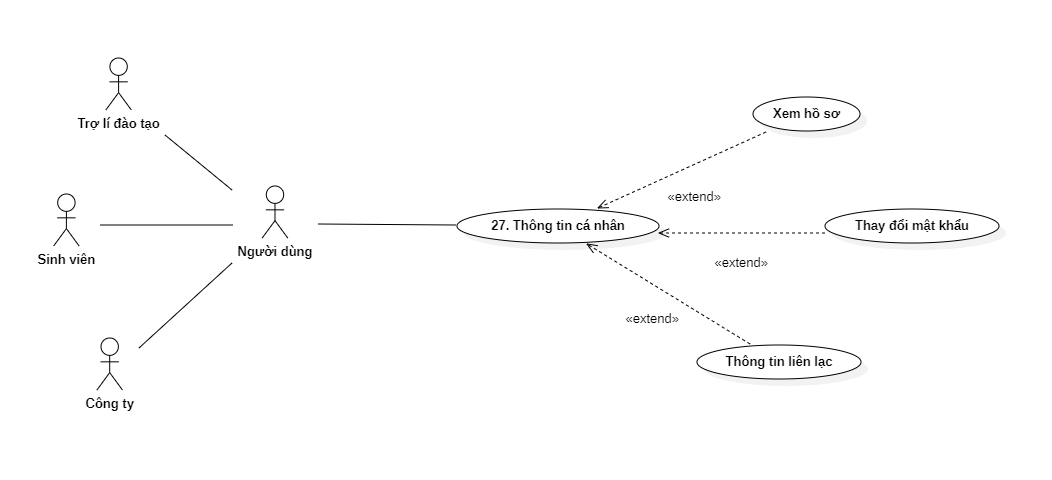 Trợ lí đào tạo
Sinh viên
Công ty
Người dùng
27. Thông tin cá nhân
Xem hồ sơ
«extend»
Thay đổi mật khẩu
«extend»
«extend»
Thông tin liên lạc